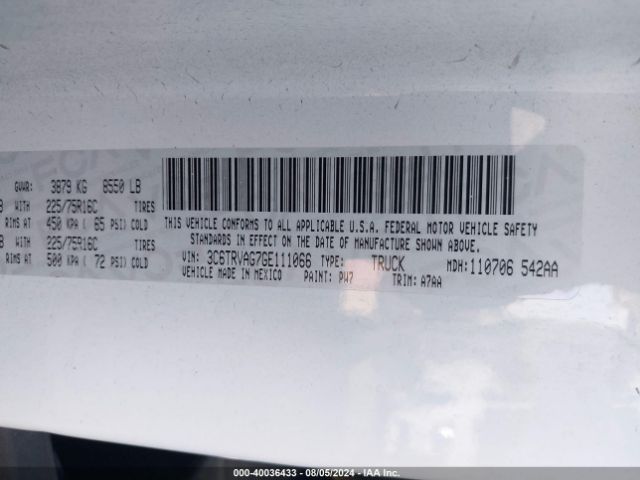 GVWR: 3879 KG 8550 LB
B WITH 225/75R16C TIRES
RIMS AT 450 KPA ( 65 PSI) COLD
B WITH 225/75R16C TIRES
RIMS AT 500 KPA ( 72 PSI) COLD
THIS VEHICLE CONFORMS TO ALL APPLICABLE U.S.A. FEDERAL MOTOR VEHICLE SAFETY
STANDARDS IN EFFECT ON THE DATE OF MANUFACTURE SHOWN ABOVE.
VIN: 3C6TRVAG7GE111066 TYPE: TRUCK MDH: 110706 542AA
VEHICLE MADE IN MEXICO PAINT: PW7 TRIM: A7AA
000-40036433 - 08/05/2024 - IAA Inc.